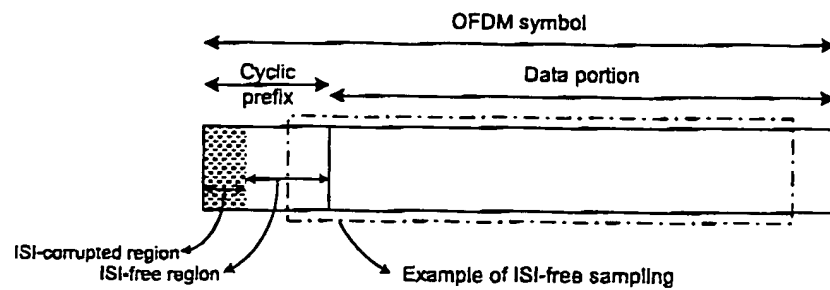 OFDM symbol
Cyclic
prefix
Data portion
ISI-corrupted region
ISI-free region
Example of ISI-free sampling